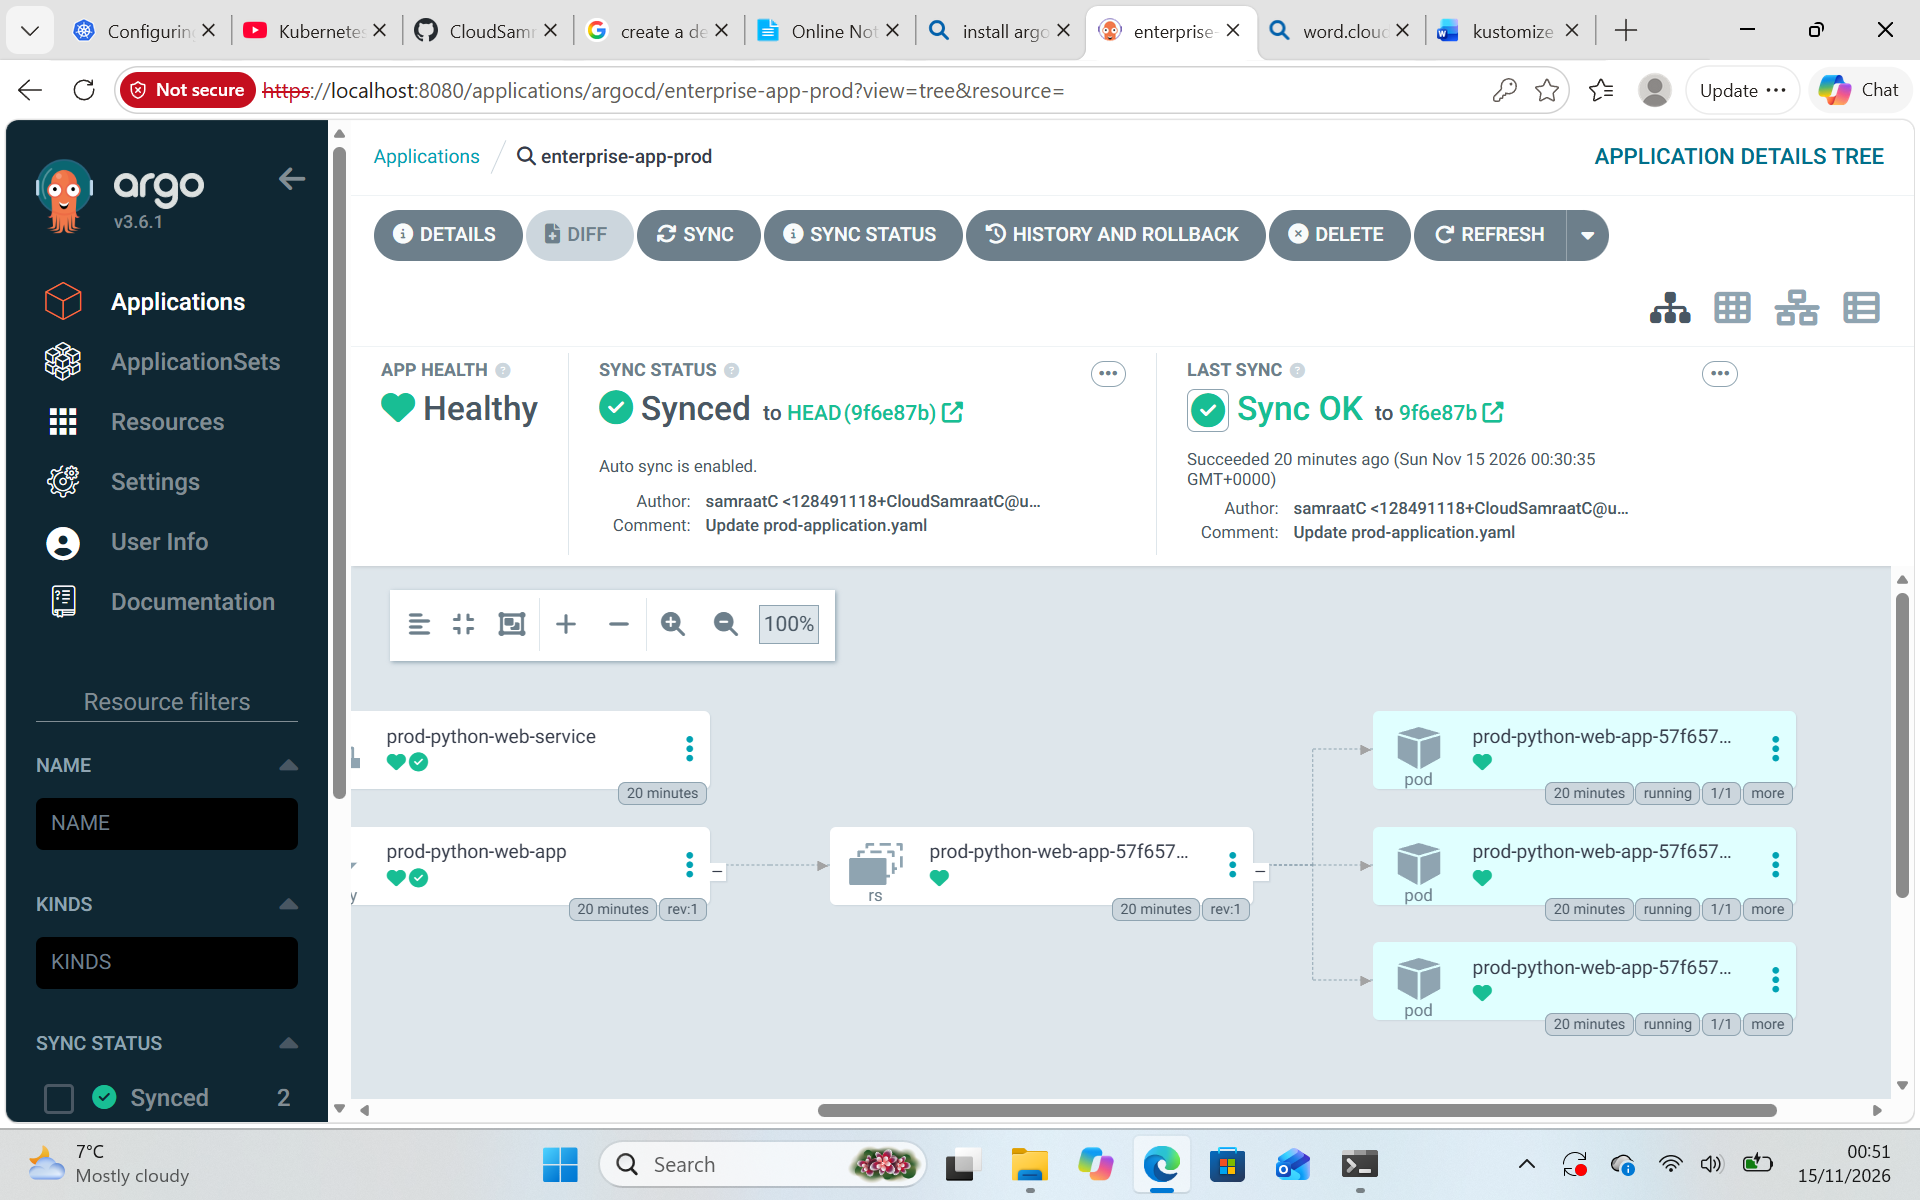 Configurin
Kubernetes
CloudSamr
create a de
Online Not
install argo
enterprise-
word.cloud
kustomize
Not secure
https://localhost:8080/applications/argocd/enterprise-app-prod?view=tree&resource=
Update
Chat
argo
v3.6.1
Applications
ApplicationSets
Resources
Settings
User Info
Documentation
Resource filters
NAME
NAME
KINDS
KINDS
SYNC STATUS
Synced 2
Applications / enterprise-app-prod
APPLICATION DETAILS TREE
DETAILS
DIFF
SYNC
SYNC STATUS
HISTORY AND ROLLBACK
DELETE
REFRESH
APP HEALTH
Healthy
SYNC STATUS
Synced to HEAD (9f6e87b)
Auto sync is enabled.
Author: samraatC <128491118+CloudSamraatC@u...
Comment: Update prod-application.yaml
LAST SYNC
Sync OK to 9f6e87b
Succeeded 20 minutes ago (Sun Nov 15 2026 00:30:35
GMT+0000)
Author: samraatC <128491118+CloudSamraatC@u...
Comment: Update prod-application.yaml
100%
prod-python-web-service
20 minutes
prod-python-web-app
y
20 minutes rev:1
prod-python-web-app-57f657...
rs
20 minutes rev:1
prod-python-web-app-57f657...
pod
20 minutes running 1/1 more
prod-python-web-app-57f657...
pod
20 minutes running 1/1 more
prod-python-web-app-57f657...
pod
20 minutes running 1/1 more
7°C
Mostly cloudy
Search
00:51
15/11/2026